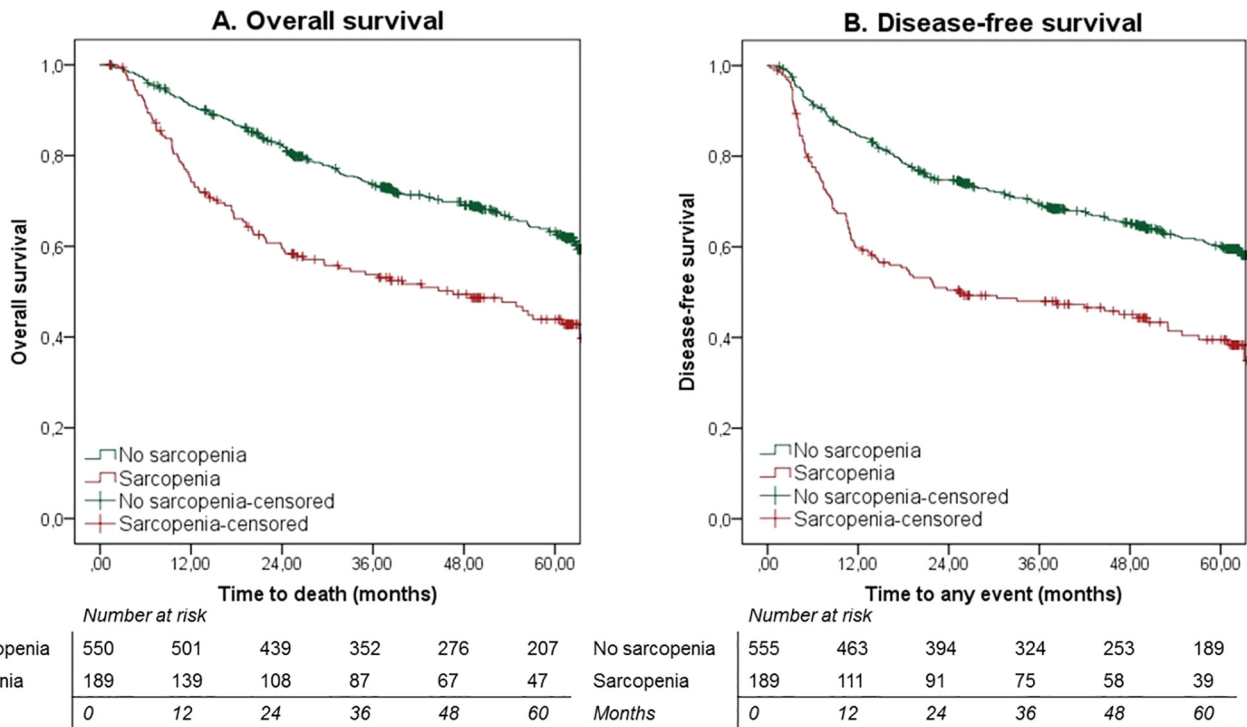 A. Overall survival
1,0
0,8
0,6
0,4
0,2
0,0
Overall survival
No sarcopenia
Sarcopenia
No sarcopenia-censored
Sarcopenia-censored
,00 12,00 24,00 36,00 48,00 60,00
Time to death (months)
Number at risk
openia 550 501 439 352 276 207
nia 189 139 108 87 67 47
0 12 24 36 48 60
B. Disease-free survival
1,0
0,8
0,6
0,4
0,2
0,0
Disease-free survival
No sarcopenia
Sarcopenia
No sarcopenia-censored
Sarcopenia-censored
,00 12,00 24,00 36,00 48,00 60,00
Time to any event (months)
Number at risk
No sarcopenia 555 463 394 324 253 189
Sarcopenia 189 111 91 75 58 39
Months 0 12 24 36 48 60